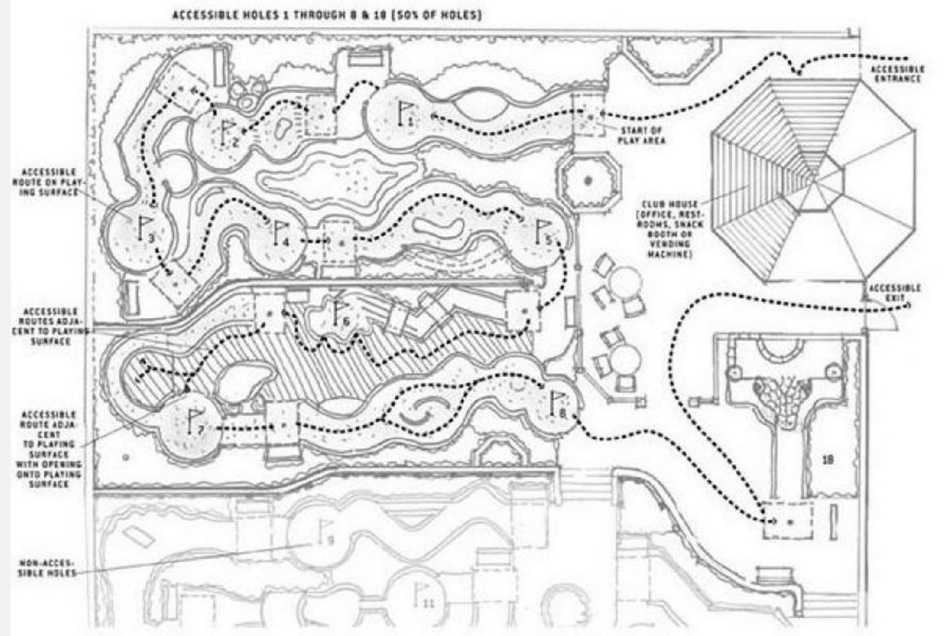 ACCESSIBLE HOLES 1 THROUGH 8 & 18 (50% OF HOLES)
ACCESSIBLE
ENTRANCE
START OF
PLAY AREA
1
2
ACCESSIBLE
ROUTE ON PLAY-
ING SURFACE
CLUB HOUSE
(OFFICE, REST-
ROOMS, SNACK
BOOTH OR
VENDING
MACHINE)
3
4
5
ACCESSIBLE
EXIT
ACCESSIBLE
ROUTES ADJA-
CENT TO PLAYING
SURFACE
6
ACCESSIBLE
ROUTE ADJA-
CENT
TO PLAYING
SURFACE
WITH OPENING
ONTO PLAYING
SURFACE
7
8
18
9
NON-ACCES-
SIBLE HOLES
11